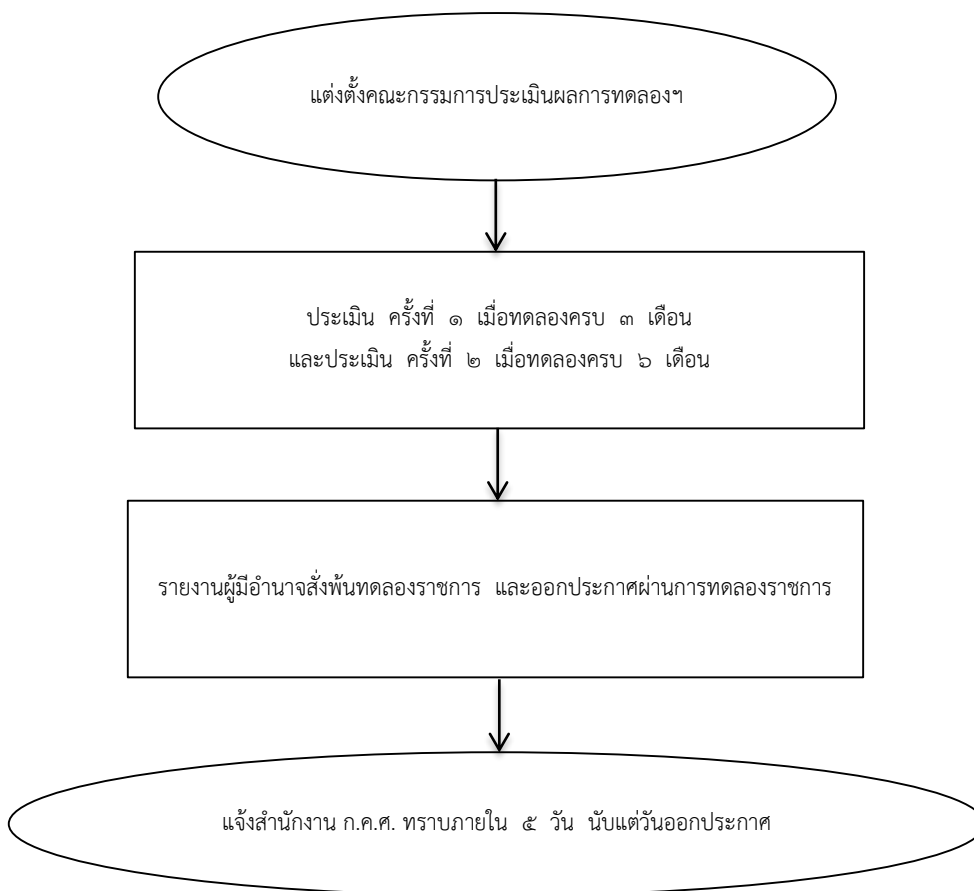 แต่งตั้งคณะกรรมการประเมินผลการทดลองฯ
ประเมิน ครั้งที่ ๑ เมื่อทดลองครบ ๓ เดือน
และประเมิน ครั้งที่ ๒ เมื่อทดลองครบ ๖ เดือน
รายงานผู้มีอำนาจสั่งพ้นทดลองราชการ และออกประกาศผ่านการทดลองราชการ
แจ้งสำนักงาน ก.ค.ศ. ทราบภายใน ๕ วัน นับแต่วันออกประกาศ